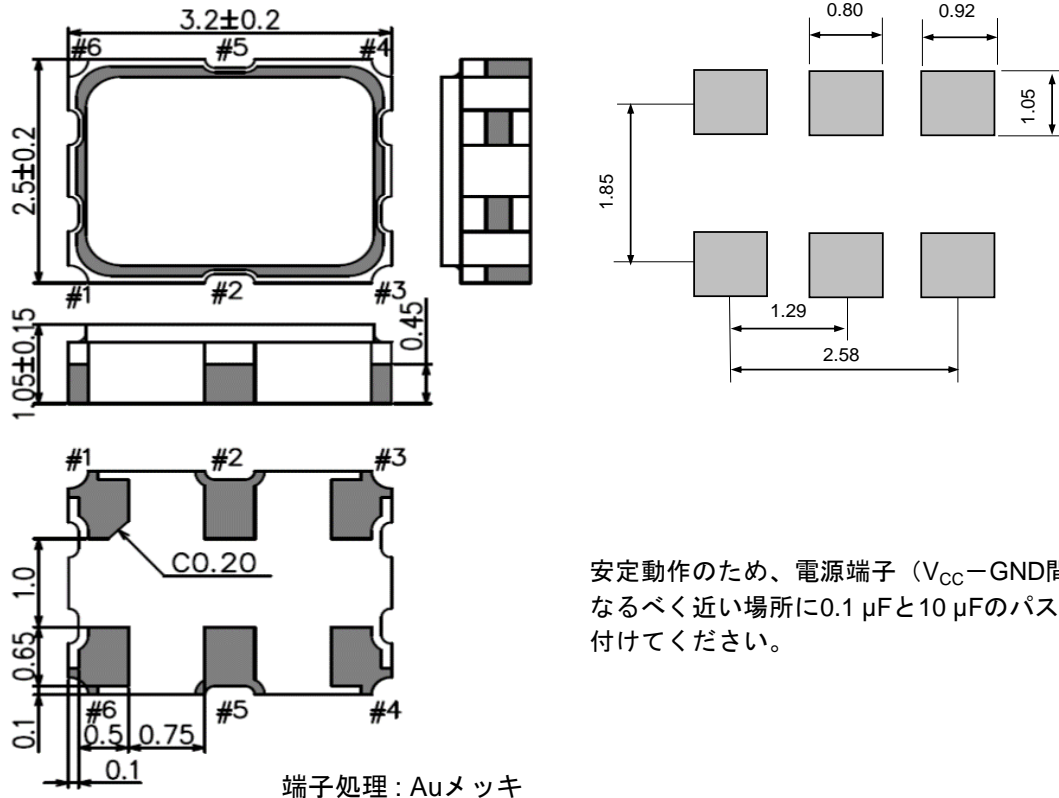 3.2±0.2
#6 #5 #4
2.5±0.2
#1 #2 #3
1.05±0.15
0.45
#1 #2 #3
C0.20
1.0
0.65
0.1
#6 #5 #4
0.5 0.75
0.1
端子処理 : Auメッキ
0.80 0.92
1.05
1.85
1.29
2.58
安定動作のため、電源端子（VCC－GND間
なるべく近い場所に0.1 µFと10 µFのパス
付けてください。